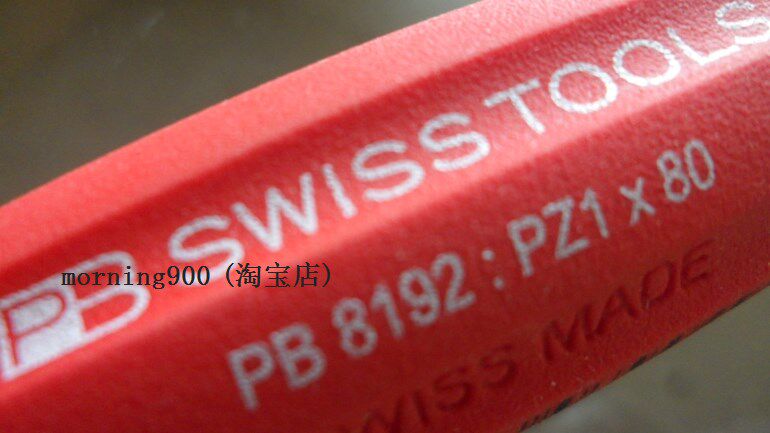 PB SWISS TOOLS
morning900 (淘宝店)
PB 8192 : PZ1 x 80
SWISS MADE